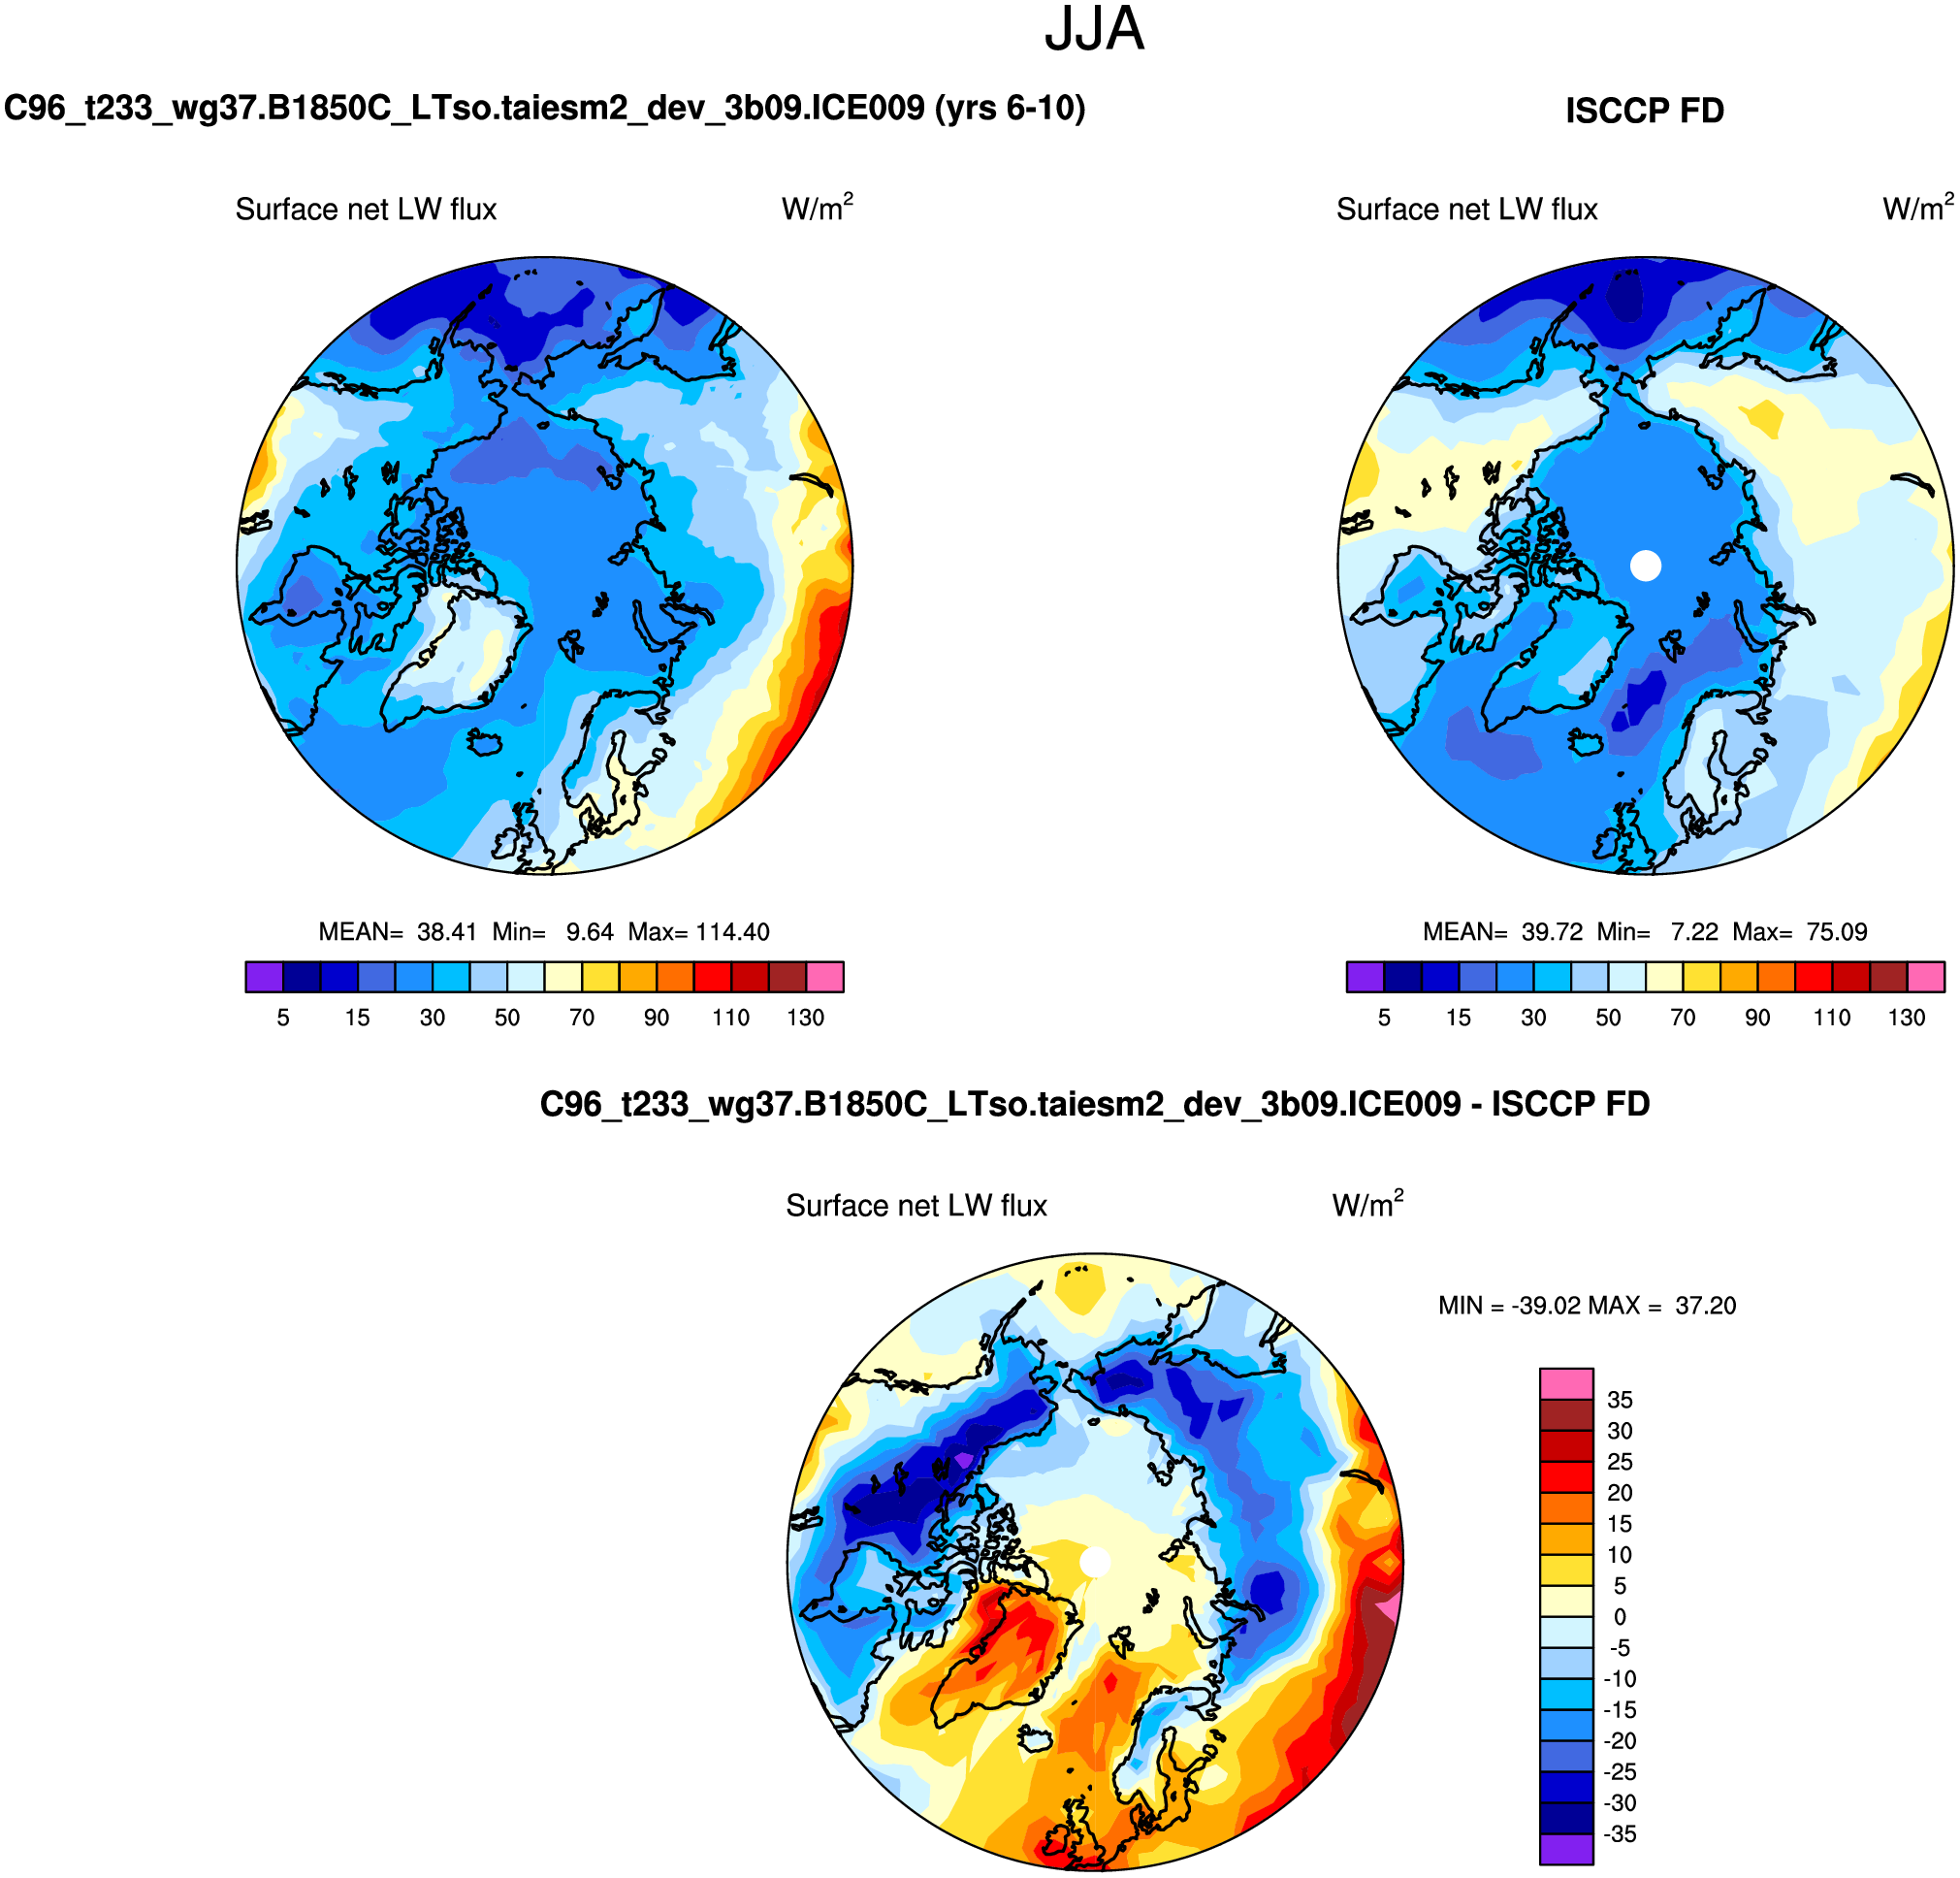 JJA
C96_t233_wg37.B1850C_LTso.taiesm2_dev_3b09.ICE009 (yrs 6-10)
ISCCP FD
Surface net LW flux W/m2
Surface net LW flux W/m2
MEAN= 38.41 Min= 9.64 Max= 114.40
MEAN= 39.72 Min= 7.22 Max= 75.09
5 15 30 50 70 90 110 130
5 15 30 50 70 90 110 130
C96_t233_wg37.B1850C_LTso.taiesm2_dev_3b09.ICE009 - ISCCP FD
Surface net LW flux W/m2
MIN = -39.02 MAX = 37.20
35
30
25
20
15
10
5
0
-5
-10
-15
-20
-25
-30
-35